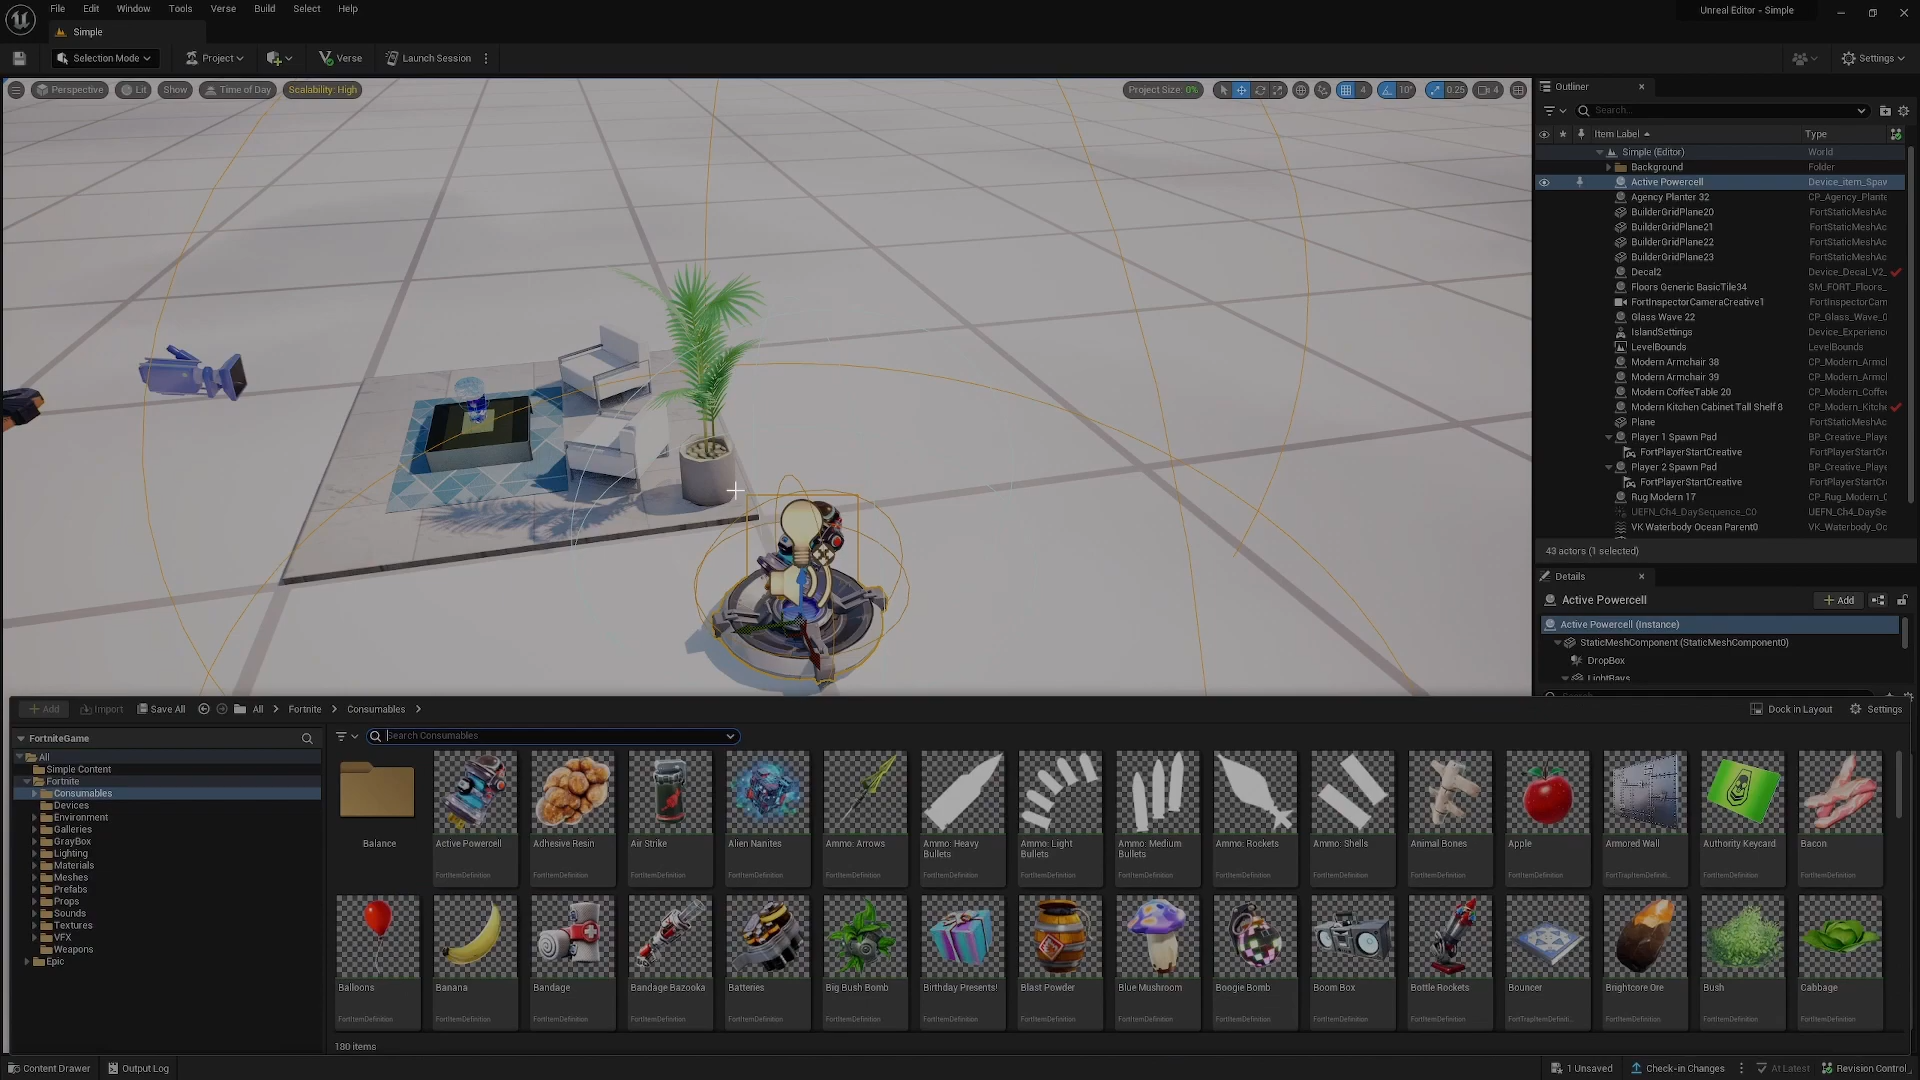 File Edit Window Tools Verse Build Select Help
Unreal Editor - Simple
Simple
Selection Mode
Project
Verse
Launch Session
Settings
Perspective
Lit
Show
Time of Day
Scalability: High
Project Size: 0%
4
10°
0.25
4
Outliner
Search...
Item Label
Type
Simple (Editor) World
Background Folder
Active Powercell Device_item_Spaw
Agency Planter 32 CP_Agency_Plante
BuilderGridPlane20 FortStaticMeshAc
BuilderGridPlane21 FortStaticMeshAc
BuilderGridPlane22 FortStaticMeshAc
BuilderGridPlane23 FortStaticMeshAc
Decal2 Device_Decal_V2_
Floors Generic BasicTile34 SM_FORT_Floors_
FortInspectorCameraCreative1 FortInspectorCam
Glass Wave 22 CP_Glass_Wave_0
IslandSettings Device_Experience
LevelBounds LevelBounds
Modern Armchair 38 CP_Modern_Armcl
Modern Armchair 39 CP_Modern_Armcl
Modern CoffeeTable 20 CP_Modern_Coffe
Modern Kitchen Cabinet Tall Shelf 8 CP_Modern_Kitche
Plane FortStaticMeshAc
Player 1 Spawn Pad BP_Creative_Playe
FortPlayerStartCreative FortPlayerStartCr
Player 2 Spawn Pad BP_Creative_Playe
FortPlayerStartCreative FortPlayerStartCr
Rug Modern 17 CP_Rug_Modern_
UEFN_Ch4_DaySequence_C0 UEFN_Ch4_DaySe
VK Waterbody Ocean Parent0 VK_Waterbody_Oc
43 actors (1 selected)
Details
Active Powercell
Add
Active Powercell (Instance)
StaticMeshComponent (StaticMeshComponent0)
DropBox
LightRays
Add
Import
Save All
All
Fortnite
Consumables
Dock in Layout
Settings
FortniteGame
Search Consumables
All
Simple Content
Fortnite
Consumables
Devices
Environment
Galleries
GrayBox
Lighting
Materials
Meshes
Prefabs
Props
Sounds
Textures
VFX
Weapons
Epic
Balance
Active Powercell
FortItemDefinition
Adhesive Resin
FortItemDefinition
Air Strike
FortItemDefinition
Alien Nanites
FortItemDefinition
Ammo: Arrows
FortItemDefinition
Ammo: Heavy
Bullets
FortItemDefinition
Ammo: Light
Bullets
FortItemDefinition
Ammo: Medium
Bullets
FortItemDefinition
Ammo: Rockets
FortItemDefinition
Ammo: Shells
FortItemDefinition
Animal Bones
FortItemDefinition
Apple
FortItemDefinition
Armored Wall
FortTrapItemDefiniti...
Authority Keycard
FortItemDefinition
Bacon
FortItemDefinition
Balloons
FortItemDefinition
Banana
FortItemDefinition
Bandage
FortItemDefinition
Bandage Bazooka
FortItemDefinition
Batteries
FortItemDefinition
Big Bush Bomb
FortItemDefinition
Birthday Presents!
FortItemDefinition
Blast Powder
FortItemDefinition
Blue Mushroom
FortItemDefinition
Boogie Bomb
FortItemDefinition
Boom Box
FortItemDefinition
Bottle Rockets
FortItemDefinition
Bouncer
FortTrapItemDefiniti...
Brightcore Ore
FortItemDefinition
Bush
FortItemDefinition
Cabbage
FortItemDefinition
180 items
Content Drawer
Output Log
1 Unsaved
Check-in Changes
At Latest
Revision Control